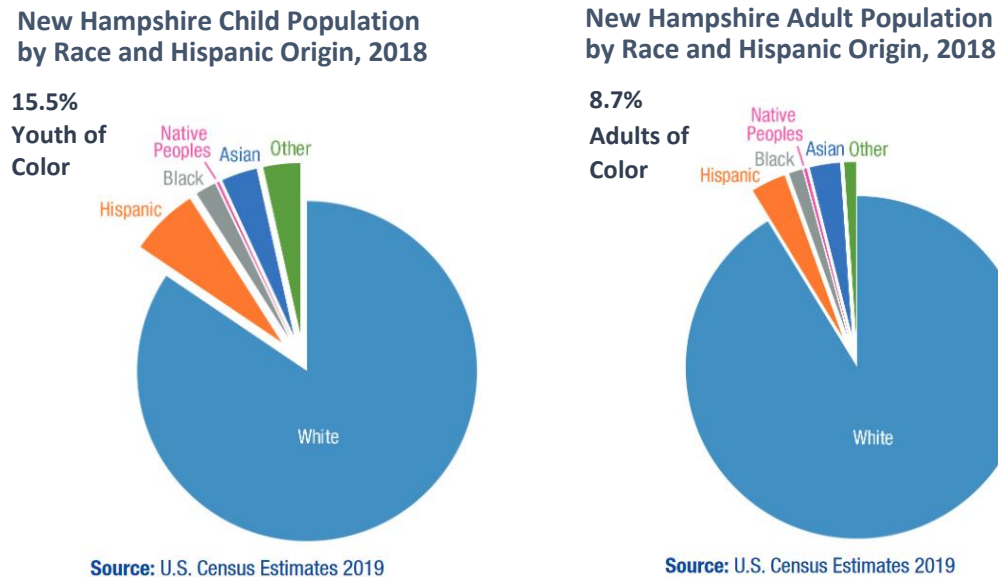 New Hampshire Child Population
by Race and Hispanic Origin, 2018
15.5%
Youth of
Color
Native
Peoples
Asian
Other
Black
Hispanic
White
Source: U.S. Census Estimates 2019
New Hampshire Adult Population
by Race and Hispanic Origin, 2018
8.7%
Adults of
Color
Native
Peoples
Asian
Other
Black
Hispanic
White
Source: U.S. Census Estimates 2019